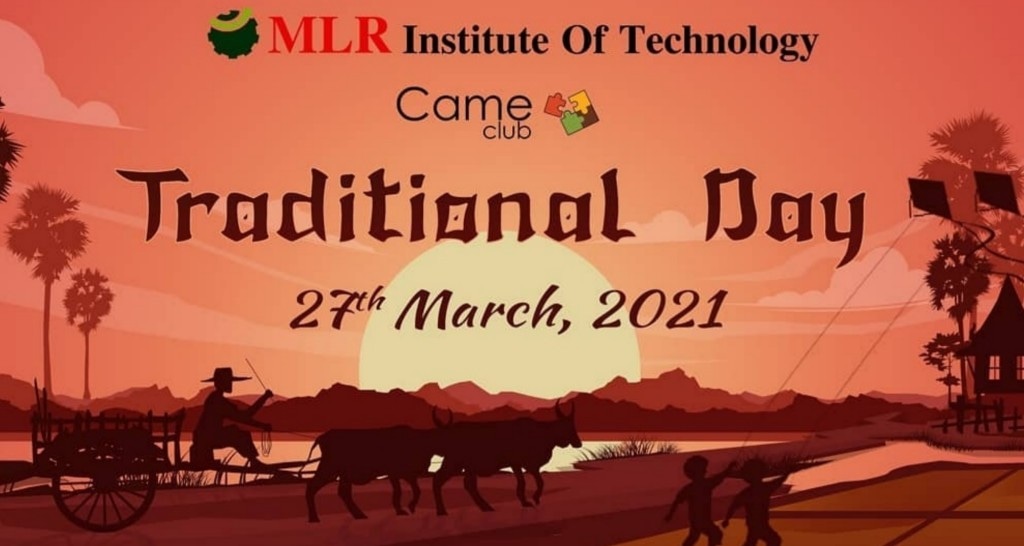 MLR Institute Of Technology
Came
club
Traditional Day
27th March, 2021